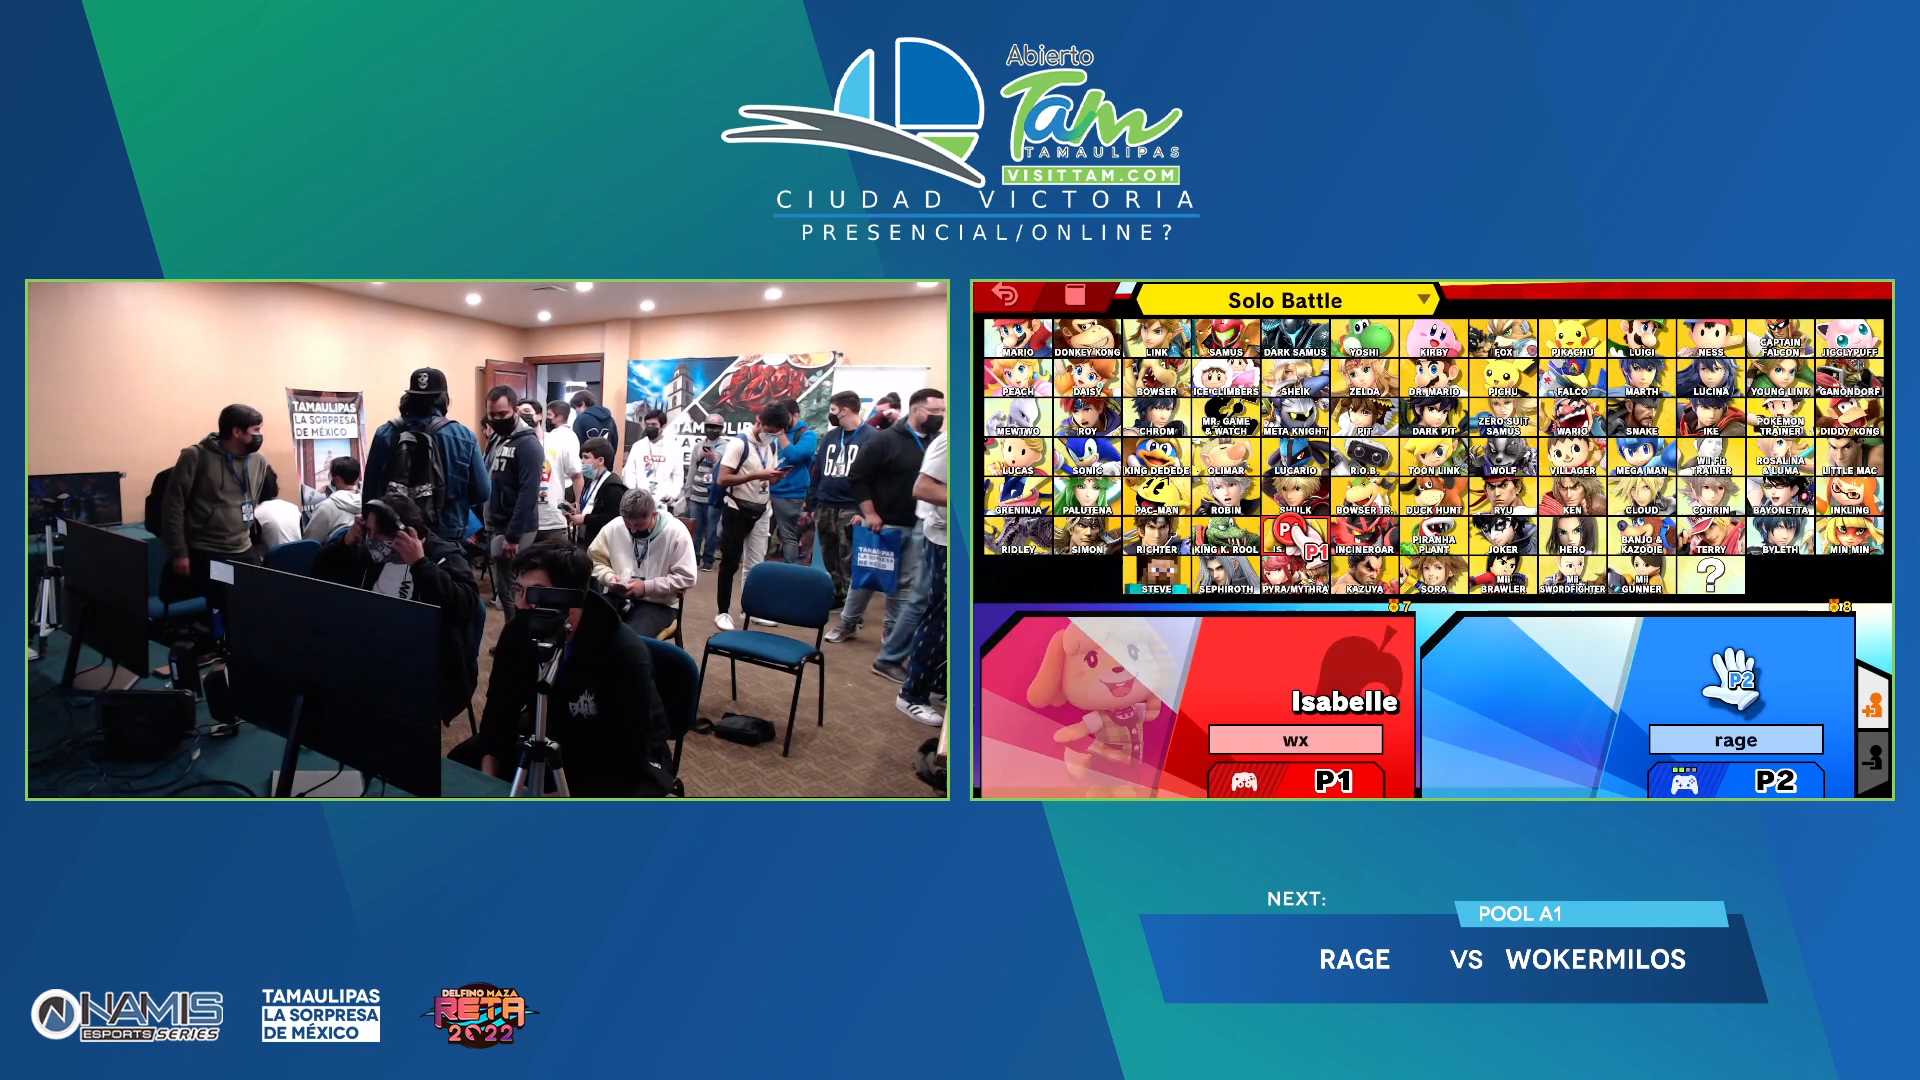 Abierto
Tam
TAMAULIPAS
VISITTAM.COM
CIUDAD VICTORIA
PRESENCIAL/ONLINE?
TAMAULIPAS
LA SORPRESA
DE MÉXICO
GAP
Solo Battle
MARIO DONKEY KONG LINK SAMUS DARK SAMUS YOSHI KIRBY FOX PIKACHU LUIGI NESS CAPTAIN FALCON JIGGLYPUFF
PEACH DAISY BOWSER ICE CLIMBERS SHEIK ZELDA DR. MARIO PICHU FALCO MARTH LUCINA YOUNG LINK GANONDORF
MEWTWO ROY CHROM MR. GAME & WATCH META KNIGHT PIT DARK PIT ZERO SUIT SAMUS WARIO SNAKE IKE POKÉMON TRAINER DIDDY KONG
LUCAS SONIC KING DEDEDE OLIMAR LUCARIO R.O.B. TOON LINK WOLF VILLAGER MEGA MAN Wii Fit TRAINER ROSALINA & LUMA LITTLE MAC
GRENINJA PALUTENA PAC-MAN ROBIN SHULK BOWSER JR. DUCK HUNT RYU KEN CLOUD CORRIN BAYONETTA INKLING
RIDLEY SIMON RICHTER KING K. ROOL IS P1 INCINEROAR PIRANHA PLANT JOKER HERO BANJO & KAZOOIE TERRY BYLETH MIN MIN
STEVE SEPHIROTH PYRA/MYTHRA KAZUYA SORA Mii BRAWLER Mii SWORDFIGHTER Mii GUNNER ?
7
8
Isabelle
wx
P1
P2
rage
P2
NEXT:
POOL A1
RAGE VS WOKERMILOS
NAMIS
ESPORTS SERIES
TAMAULIPAS
LA SORPRESA
DE MÉXICO
DELFINO MAZA
RETA
2022